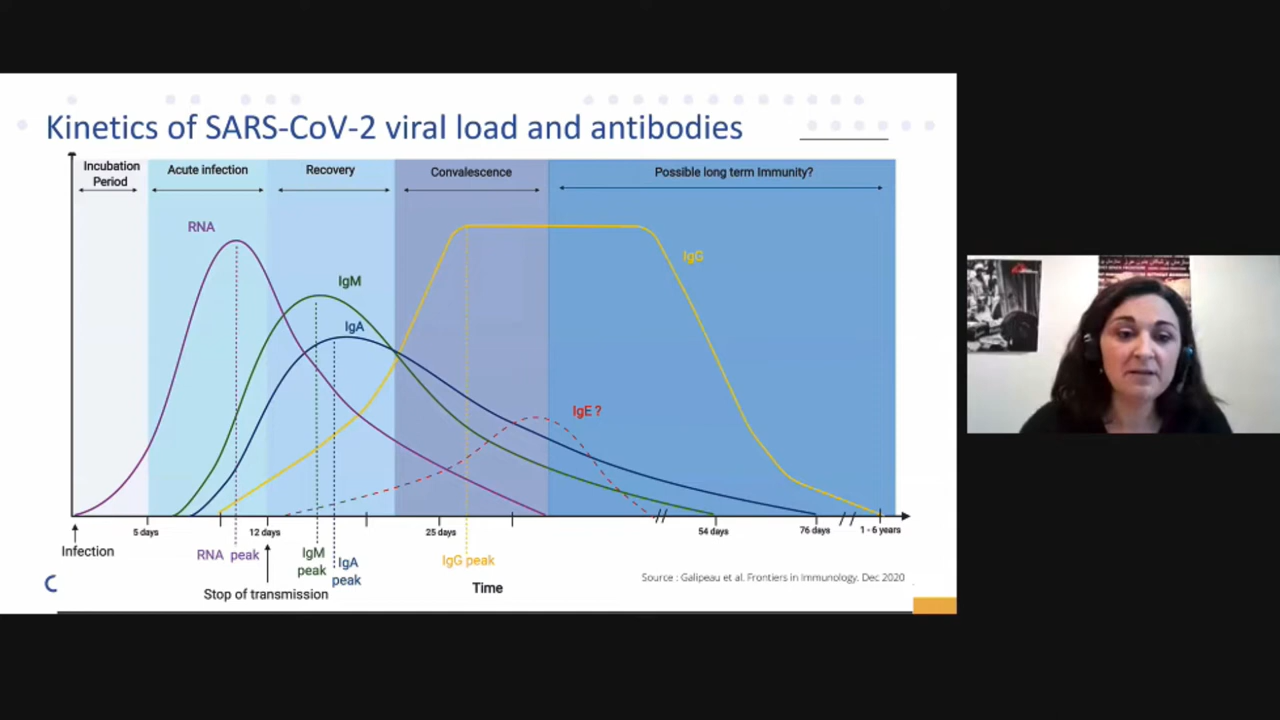 Kinetics of SARS-CoV-2 viral load and antibodies
Incubation
Period
Acute infection
Recovery
Convalescence
Possible long term Immunity?
RNA
IgM
IgA
IgG
IgE ?
5 days
12 days
25 days
54 days
76 days
1 - 6 years
Infection
RNA peak
IgM
peak
IgA
peak
IgG peak
Stop of transmission
Time
Source : Galipeau et al. Frontiers in Immunology. Dec 2020